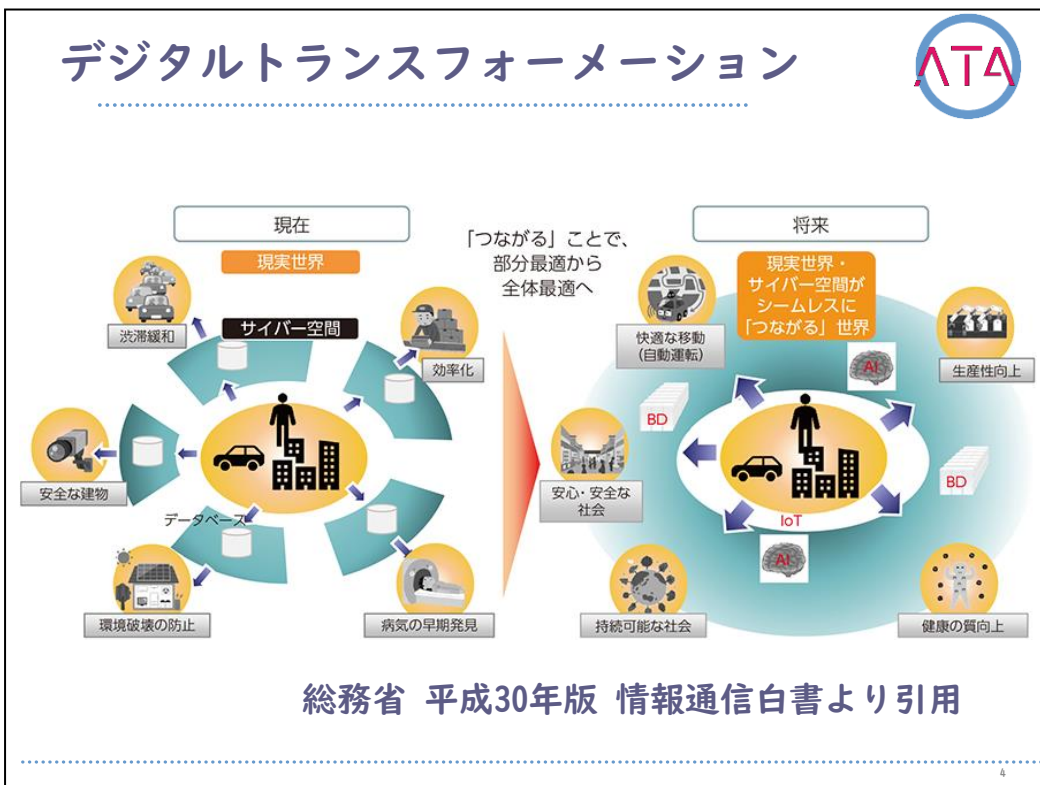 デジタルトランスフォーメーション
ATA
現在
現実世界
サイバー空間
渋滞緩和
効率化
安全な建物
データベース
環境破壊の防止
病気の早期発見
「つながる」ことで、
部分最適から
全体最適へ
将来
現実世界・
サイバー空間が
シームレスに
「つながる」世界
快適な移動
(自動運転)
AI
生産性向上
BD
安心・安全な
社会
BD
IoT
AI
持続可能な社会
健康の質向上
総務省 平成30年版 情報通信白書より引用
4